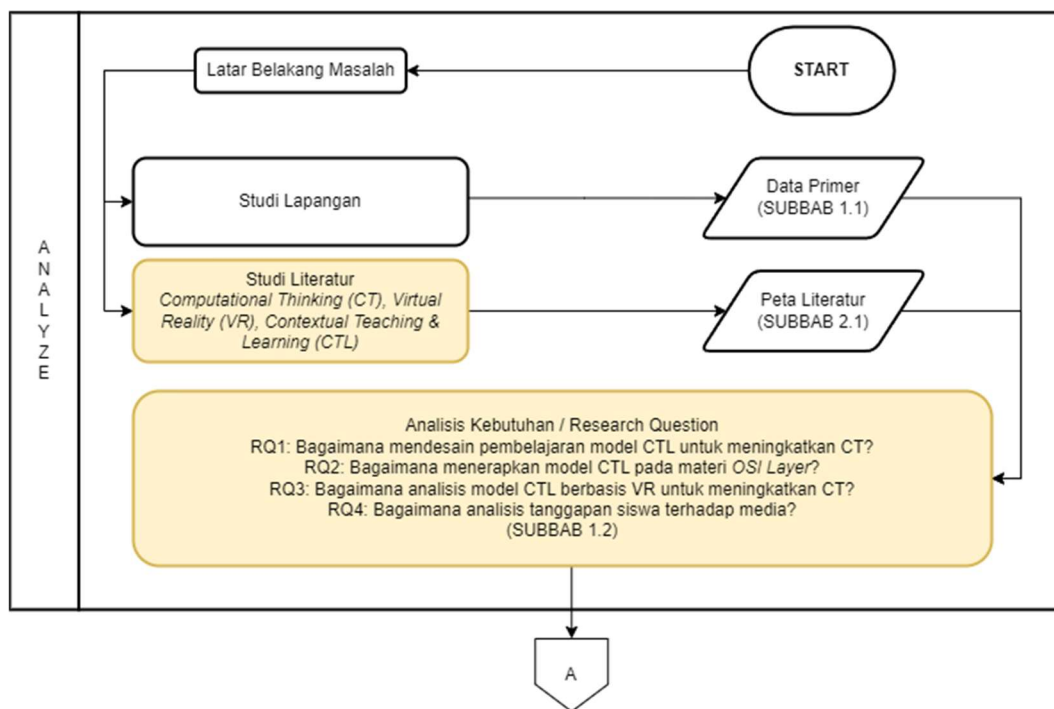 START
Latar Belakang Masalah
Studi Lapangan
Data Primer
(SUBBAB 1.1)
A
N
A
L
Y
Z
E
Studi Literatur
Computational Thinking (CT), Virtual
Reality (VR), Contextual Teaching &
Learning (CTL)
Peta Literatur
(SUBBAB 2.1)
Analisis Kebutuhan / Research Question
RQ1: Bagaimana mendesain pembelajaran model CTL untuk meningkatkan CT?
RQ2: Bagaimana menerapkan model CTL pada materi OSI Layer?
RQ3: Bagaimana analisis model CTL berbasis VR untuk meningkatkan CT?
RQ4: Bagaimana analisis tanggapan siswa terhadap media?
(SUBBAB 1.2)
A